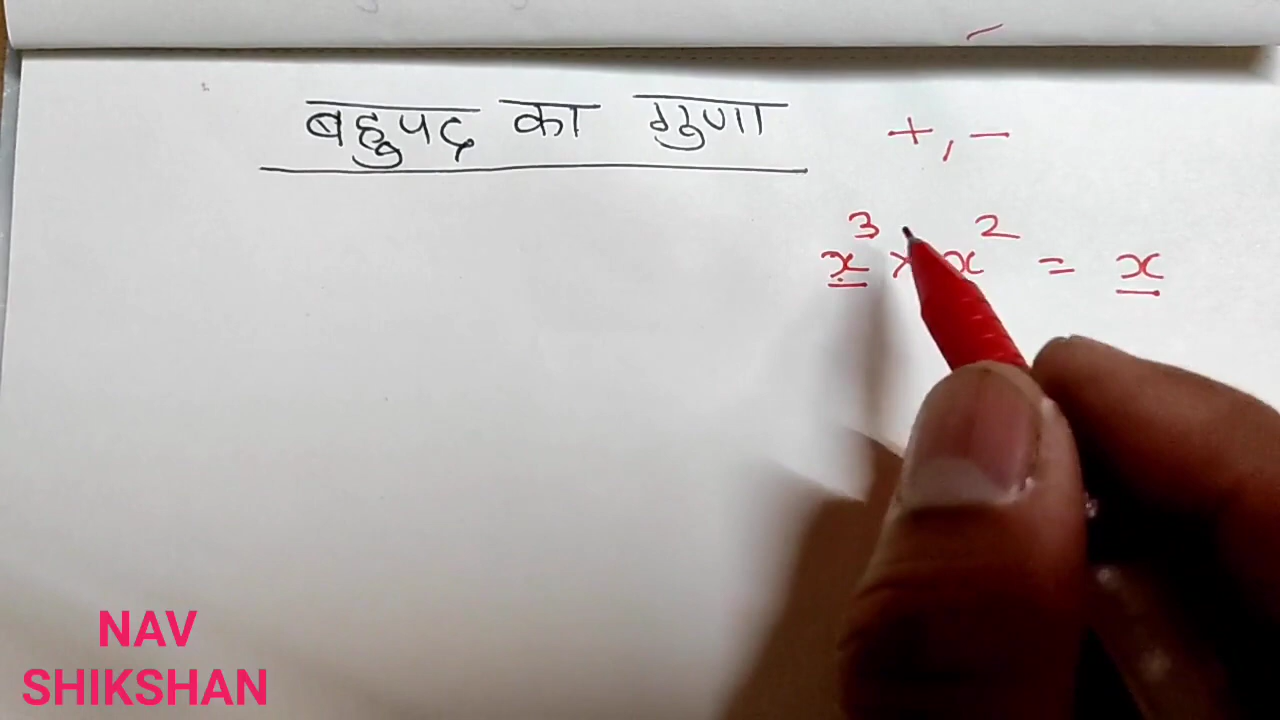 बहुपद का गुणा
+, -
x³ × x² = x
NAV
SHIKSHAN